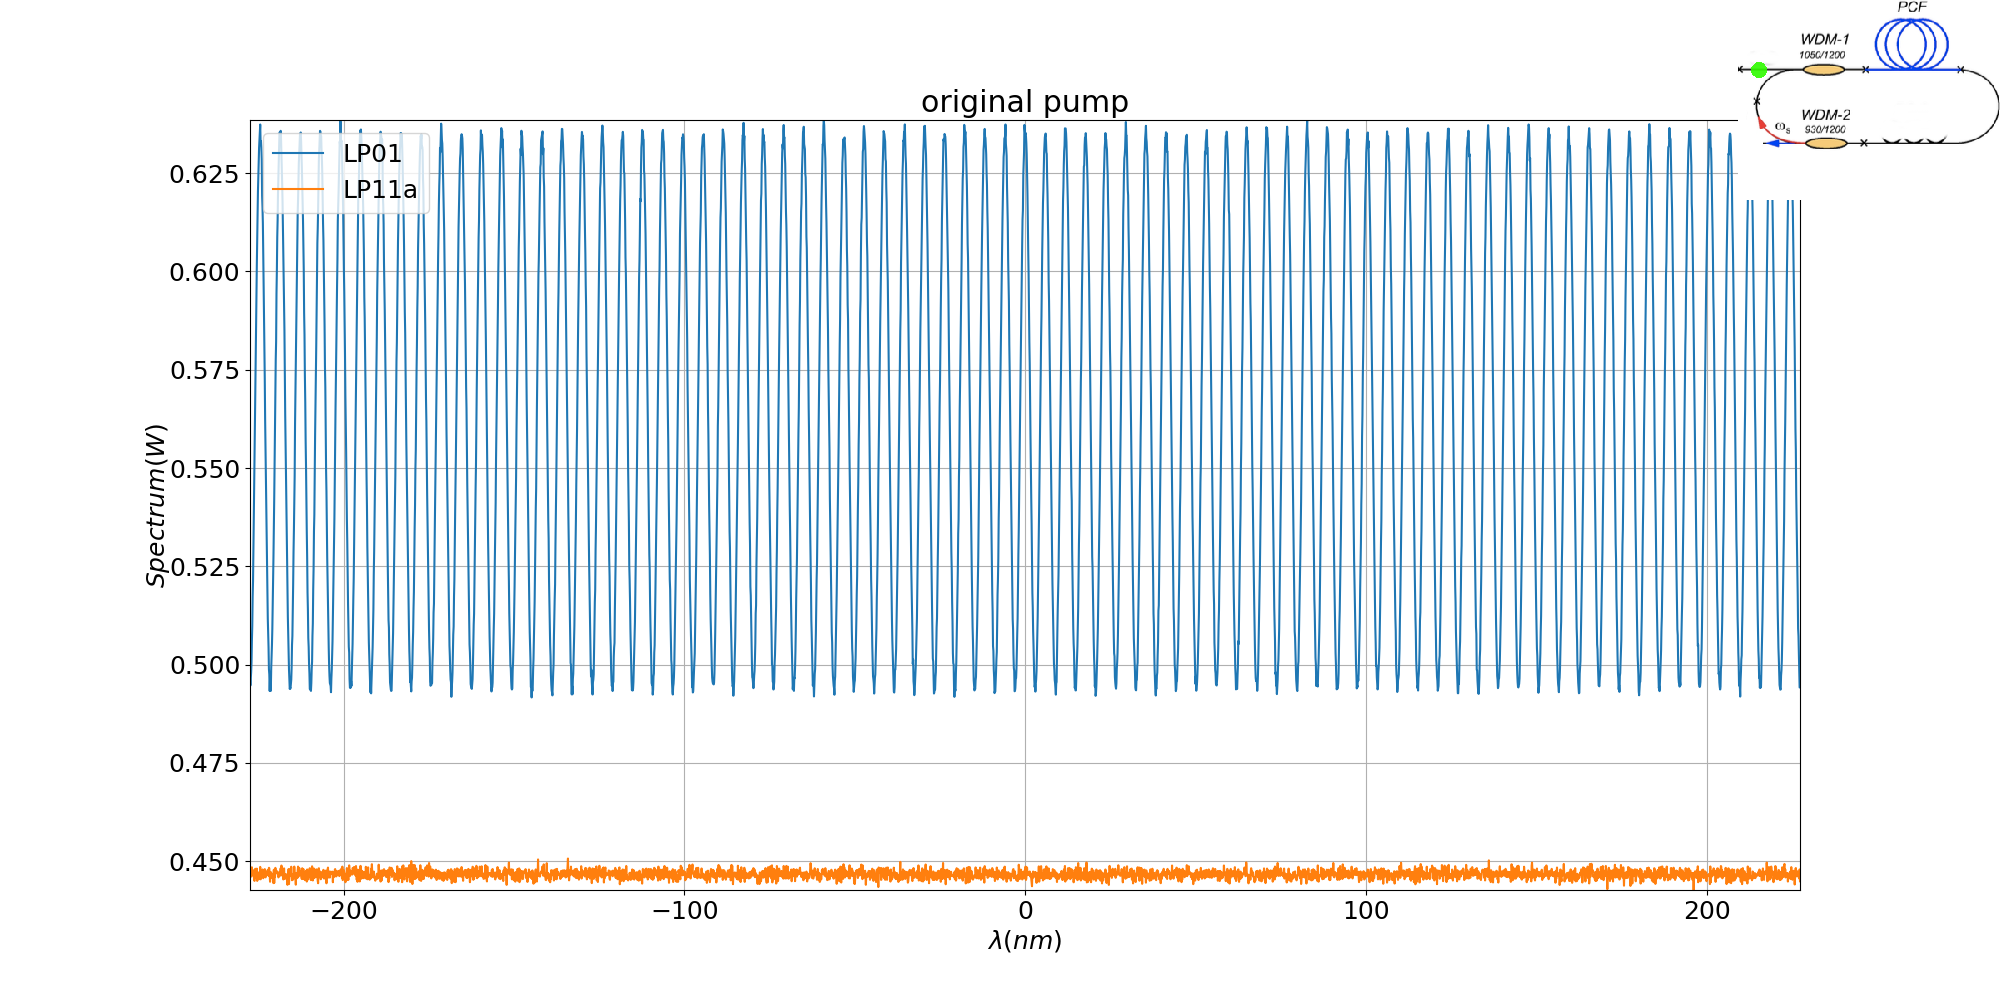 PCF
WDM-1
1050/1200
WDM-2
930/1200
ωs
original pump
LP01
LP11a
0.625
0.600
0.575
0.550
0.525
0.500
0.475
0.450
Spectrum(W)
−200
−100
0
100
200
λ(nm)